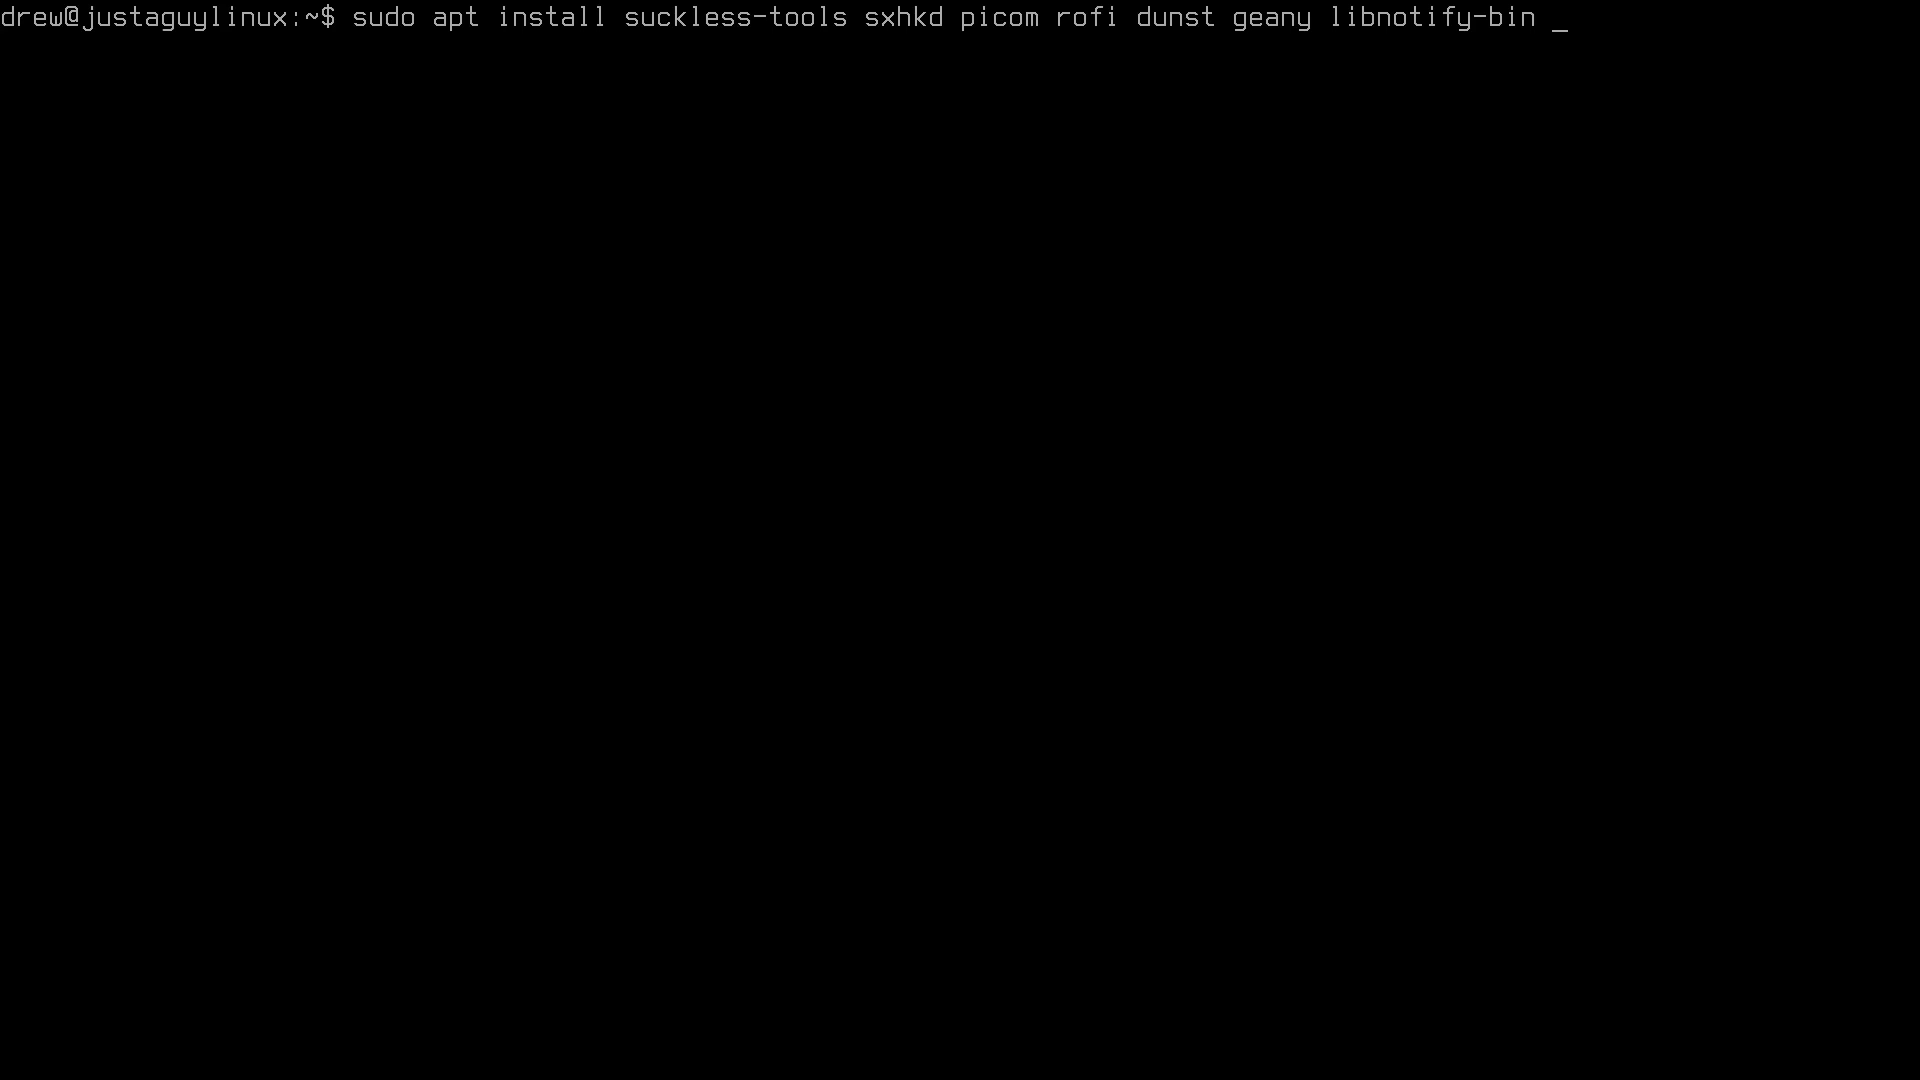 drew@justaguylinux:~$ sudo apt install suckless-tools sxhkd picom rofi dunst geany libnotify-bin _